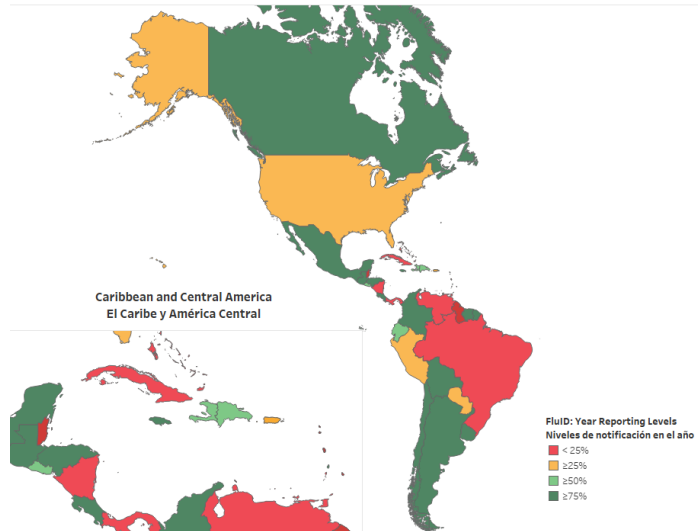 Caribbean and Central America
El Caribe y América Central
FluID: Year Reporting Levels
Niveles de notificación en el año
< 25%
≥25%
≥50%
≥75%